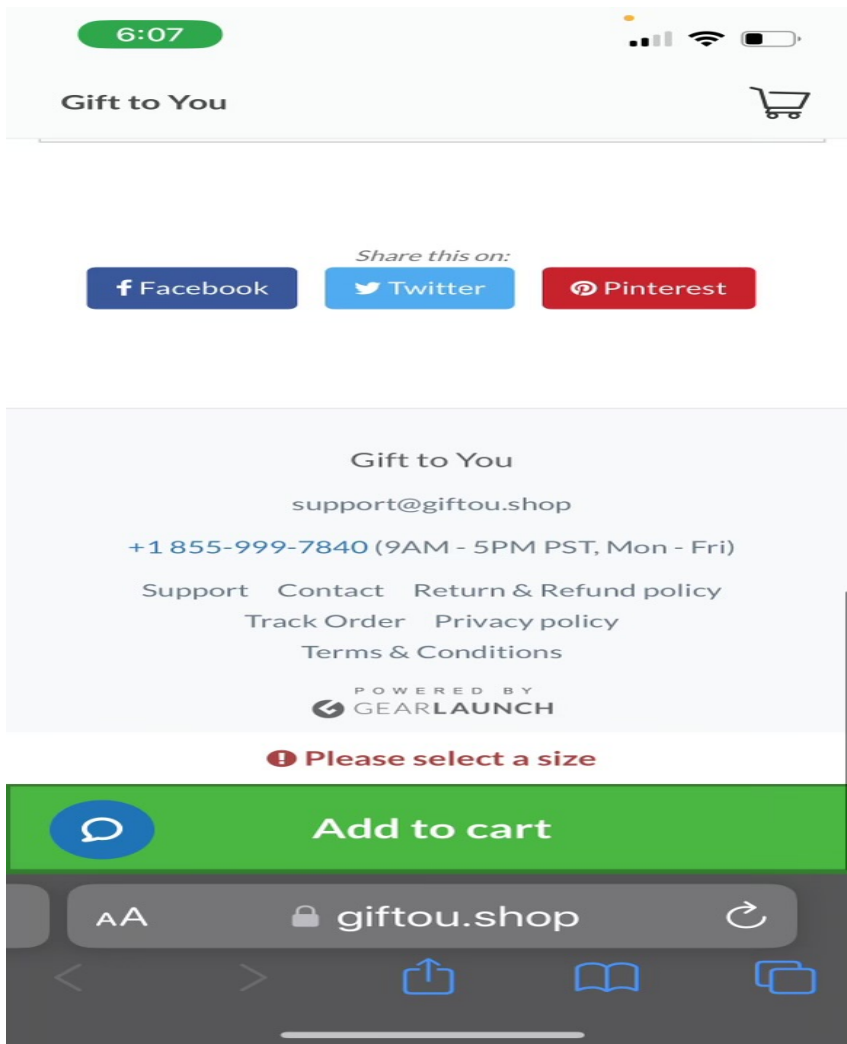 6:07
Gift to You
Share this on:
Facebook Twitter Pinterest
Gift to You
support@giftou.shop
+1 855-999-7840 (9AM - 5PM PST, Mon - Fri)
Support Contact Return & Refund policy
Track Order Privacy policy
Terms & Conditions
POWERED BY
GEARLAUNCH
Please select a size
Add to cart
AA giftou.shop